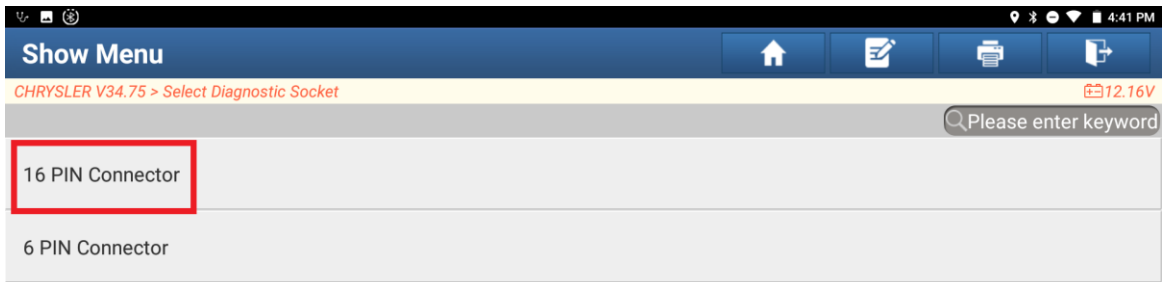 4:41 PM
Show Menu
CHRYSLER V34.75 > Select Diagnostic Socket
12.16V
Please enter keyword
16 PIN Connector
6 PIN Connector